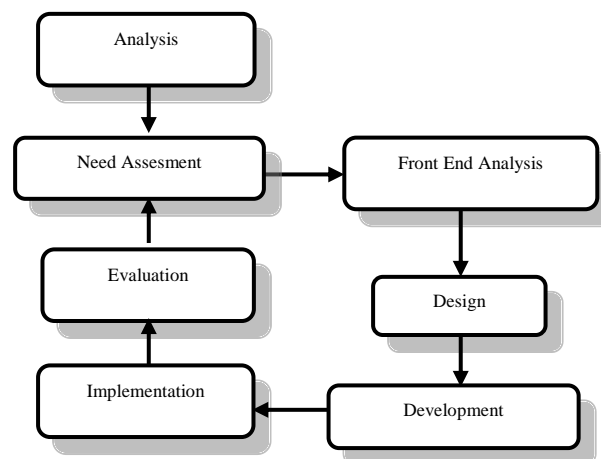 Analysis
Need Assesment
Front End Analysis
Evaluation
Design
Implementation
Development